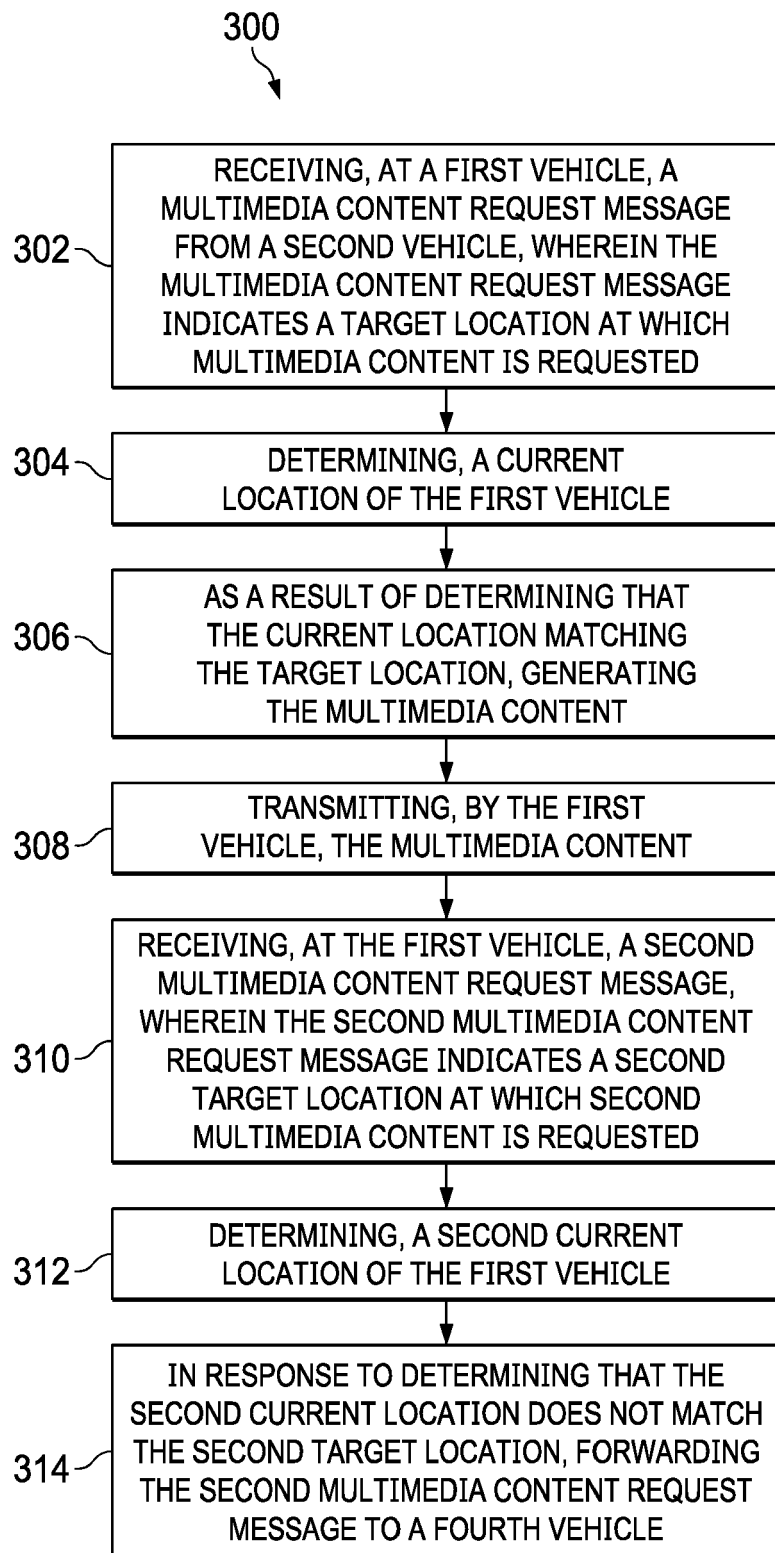 300
302
RECEIVING, AT A FIRST VEHICLE, A
MULTIMEDIA CONTENT REQUEST MESSAGE
FROM A SECOND VEHICLE, WHEREIN THE
MULTIMEDIA CONTENT REQUEST MESSAGE
INDICATES A TARGET LOCATION AT WHICH
MULTIMEDIA CONTENT IS REQUESTED
304
DETERMINING, A CURRENT
LOCATION OF THE FIRST VEHICLE
306
AS A RESULT OF DETERMINING THAT
THE CURRENT LOCATION MATCHING
THE TARGET LOCATION, GENERATING
THE MULTIMEDIA CONTENT
308
TRANSMITTING, BY THE FIRST
VEHICLE, THE MULTIMEDIA CONTENT
310
RECEIVING, AT THE FIRST VEHICLE, A SECOND
MULTIMEDIA CONTENT REQUEST MESSAGE,
WHEREIN THE SECOND MULTIMEDIA CONTENT
REQUEST MESSAGE INDICATES A SECOND
TARGET LOCATION AT WHICH SECOND
MULTIMEDIA CONTENT IS REQUESTED
312
DETERMINING, A SECOND CURRENT
LOCATION OF THE FIRST VEHICLE
314
IN RESPONSE TO DETERMINING THAT THE
SECOND CURRENT LOCATION DOES NOT MATCH
THE SECOND TARGET LOCATION, FORWARDING
THE SECOND MULTIMEDIA CONTENT REQUEST
MESSAGE TO A FOURTH VEHICLE